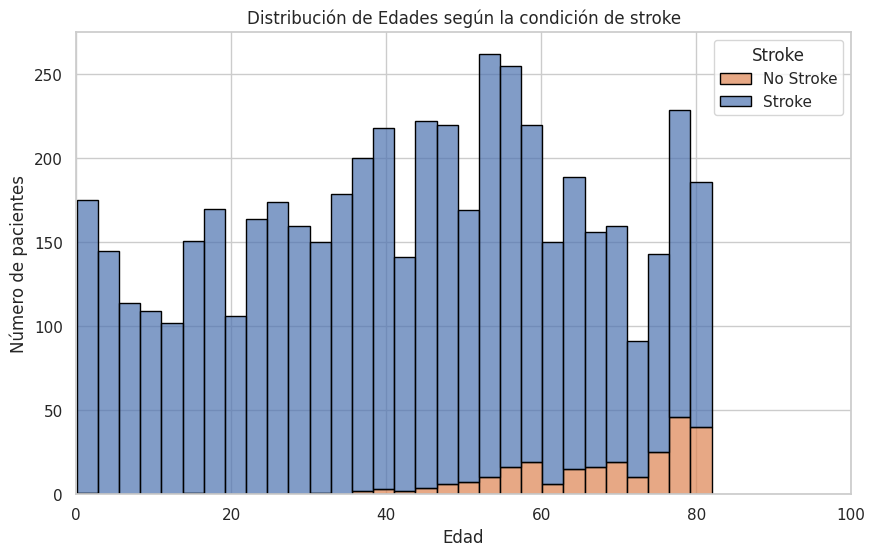 Distribución de Edades según la condición de stroke
Número de pacientes
250
200
150
100
50
0
0 20 40 60 80 100
Edad
Stroke
No Stroke
Stroke